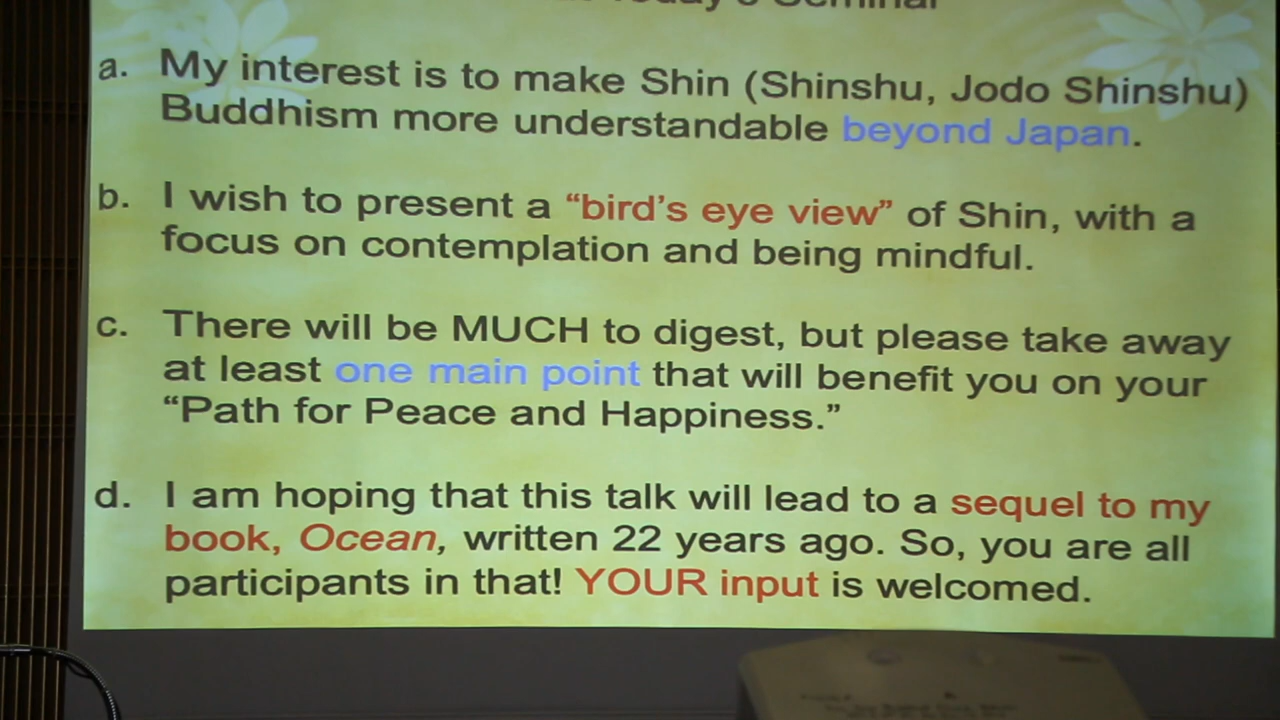 Today's Seminar
a. My interest is to make Shin (Shinshu, Jodo Shinshu)
Buddhism more understandable beyond Japan.
b. I wish to present a “bird’s eye view” of Shin, with a
focus on contemplation and being mindful.
c. There will be MUCH to digest, but please take away
at least one main point that will benefit you on your
“Path for Peace and Happiness.”
d. I am hoping that this talk will lead to a sequel to my
book, Ocean, written 22 years ago. So, you are all
participants in that! YOUR input is welcomed.